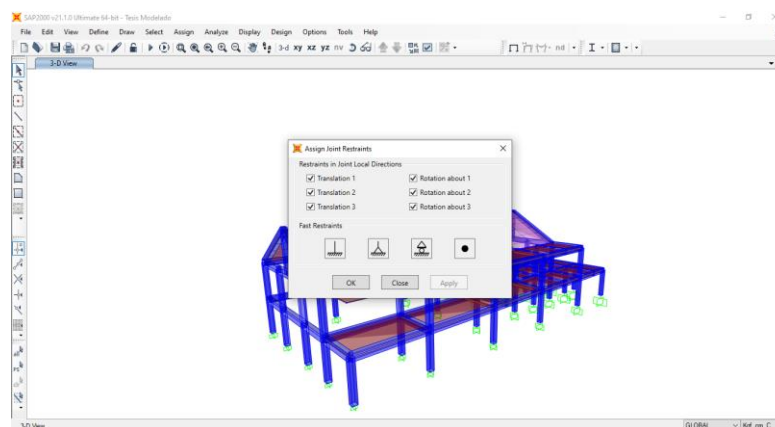 SAP2000 v21.1.0 Ultimate 64-bit - Tesis Modelado
File Edit View Define Draw Select Assign Analyze Display Design Options Tools Help
3-d xy xz yz nv
nd
3-D View
Assign Joint Restraints
Restraints in Joint Local Directions
Translation 1 Rotation about 1
Translation 2 Rotation about 2
Translation 3 Rotation about 3
Fast Restraints
OK Close Apply
3-D View GLOBAL Kgf, cm, C